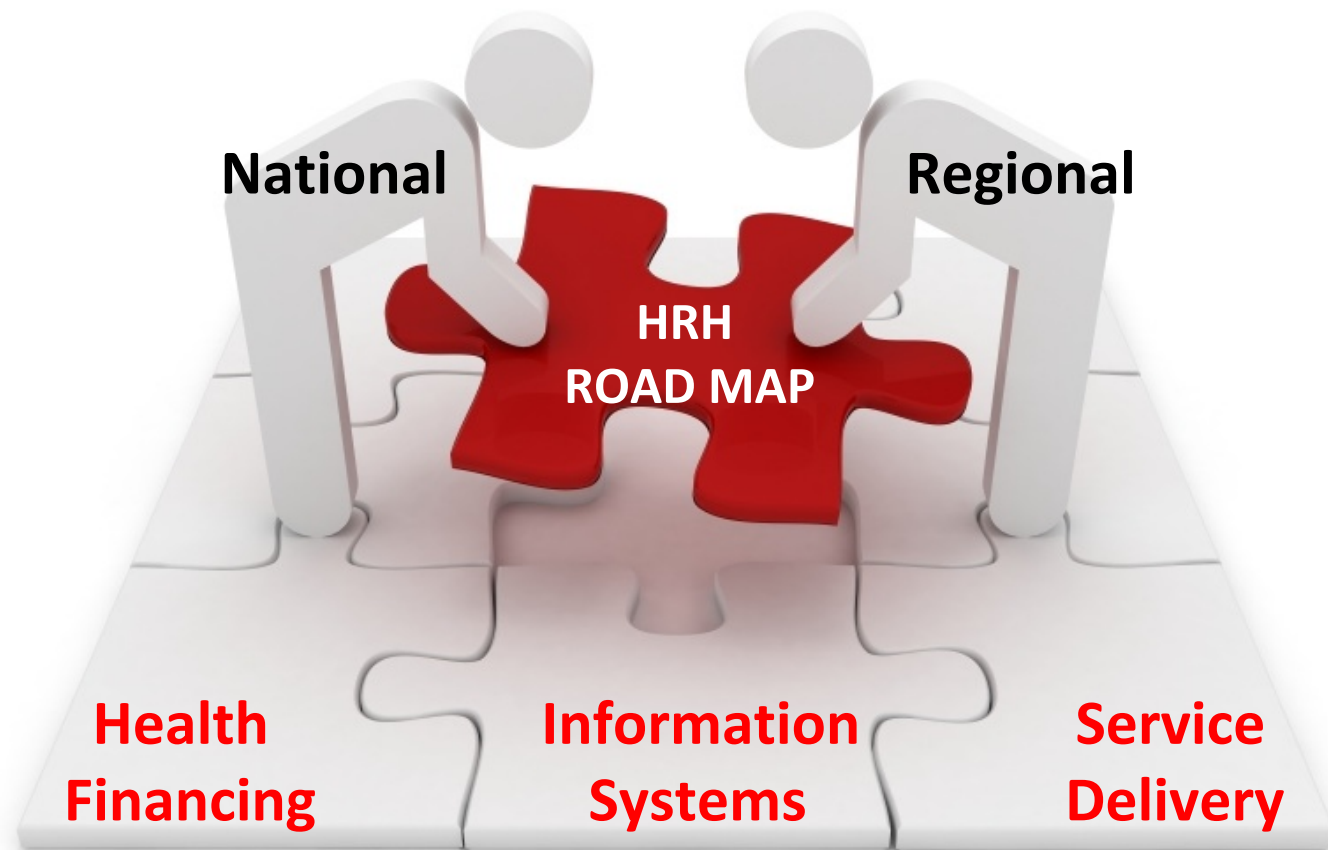 National
Regional
HRH
ROAD MAP
Health
Financing
Information
Systems
Service
Delivery